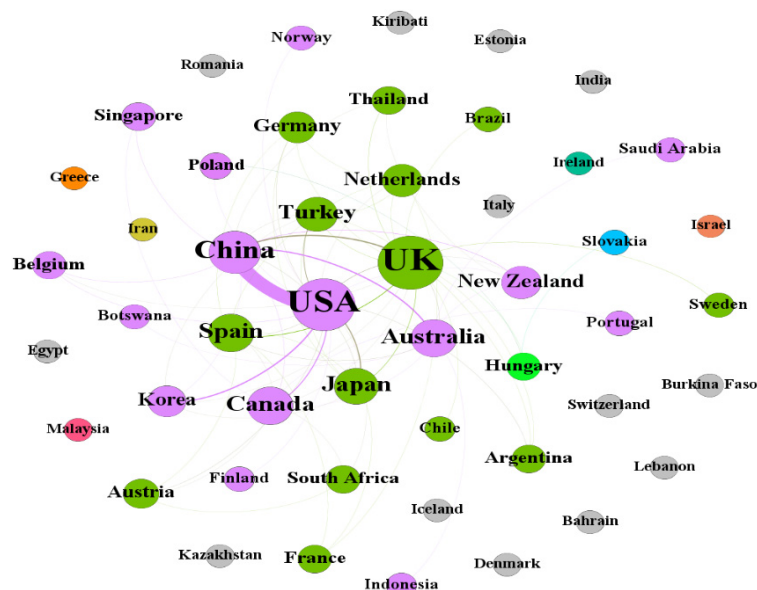 Kiribati
Norway
Estonia
Romania
India
Thailand
Singapore
Germany
Brazil
Saudi Arabia
Poland
Ireland
Netherlands
Greece
Italy
Turkey
Iran
Israel
China
Slovakia
UK
Belgium
New Zealand
USA
Sweden
Botswana
Portugal
Spain
Australia
Egypt
Hungary
Japan
Burkina Faso
Korea
Canada
Switzerland
Malaysia
Chile
Argentina
Lebanon
Finland
South Africa
Austria
Iceland
Bahrain
Kazakhstan
France
Denmark
Indonesia